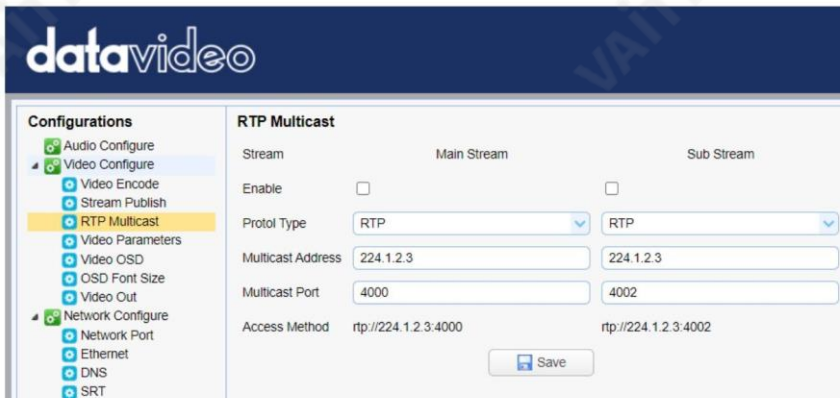 datavideo
Configurations
Audio Configure
Video Configure
Video Encode
Stream Publish
RTP Multicast
Video Parameters
Video OSD
OSD Font Size
Video Out
Network Configure
Network Port
Ethernet
DNS
SRT
RTP Multicast
Stream Main Stream Sub Stream
Enable
Protol Type RTP RTP
Multicast Address 224.1.2.3 224.1.2.3
Multicast Port 4000 4002
Access Method rtp://224.1.2.3:4000 rtp://224.1.2.3:4002
Save